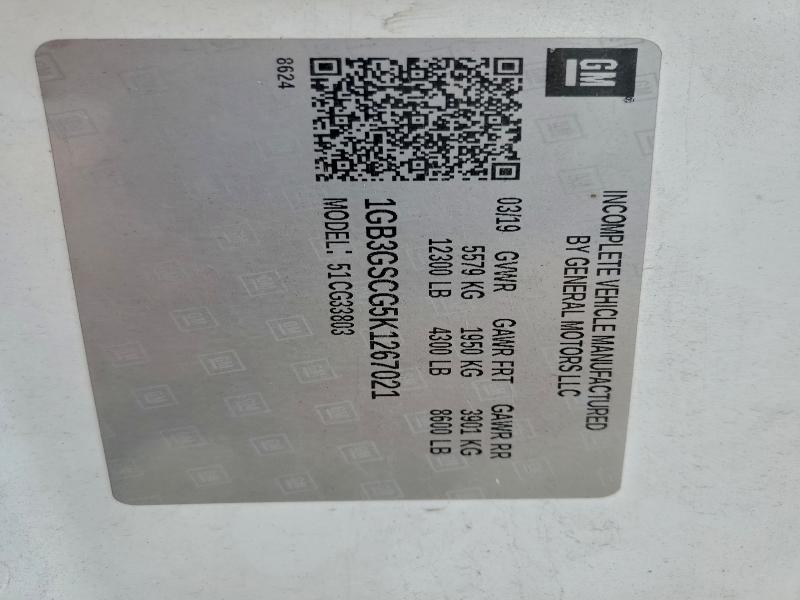 GM
INCOMPLETE VEHICLE MANUFACTURED
BY GENERAL MOTORS LLC
03/19 GVWR GAWR FRT GAWR RR
5579 KG 1950 KG 3901 KG
12300 LB 4300 LB 8600 LB
1GB3GSCG5K1267021
MODEL: 51CG33803
8624